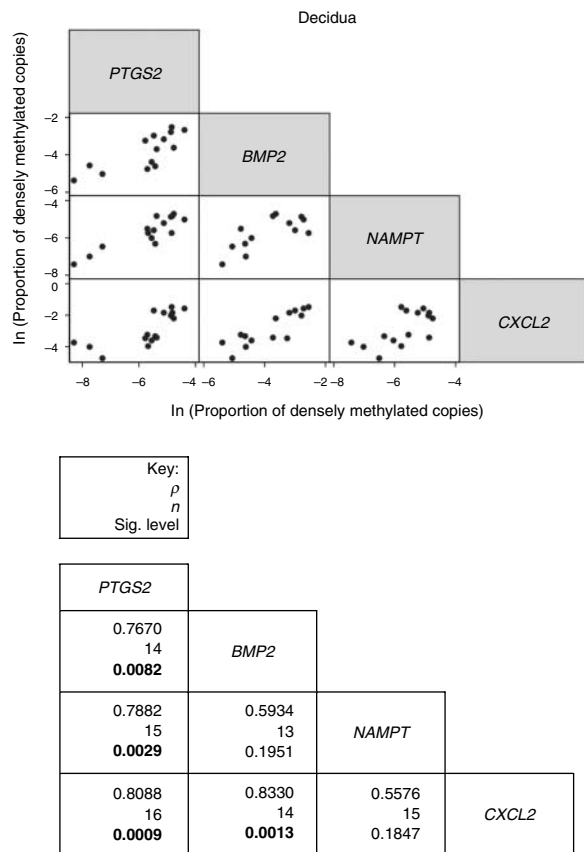 Decidua
PTGS2
BMP2
NAMPT
CXCL2
ln (Proportion of densely methylated copies)
−2
−4
−6
−4
−6
−8
0
−2
−4
−8 −6 −4 −6 −4 −2 −8 −6 −4
ln (Proportion of densely methylated copies)
Key:
ρ
n
Sig. level
PTGS2
0.7670
14
0.0082
BMP2
0.7882 0.5934
15 13
0.0029 0.1951
NAMPT
0.8088 0.8330 0.5576
16 14 15
0.0009 0.0013 0.1847
CXCL2